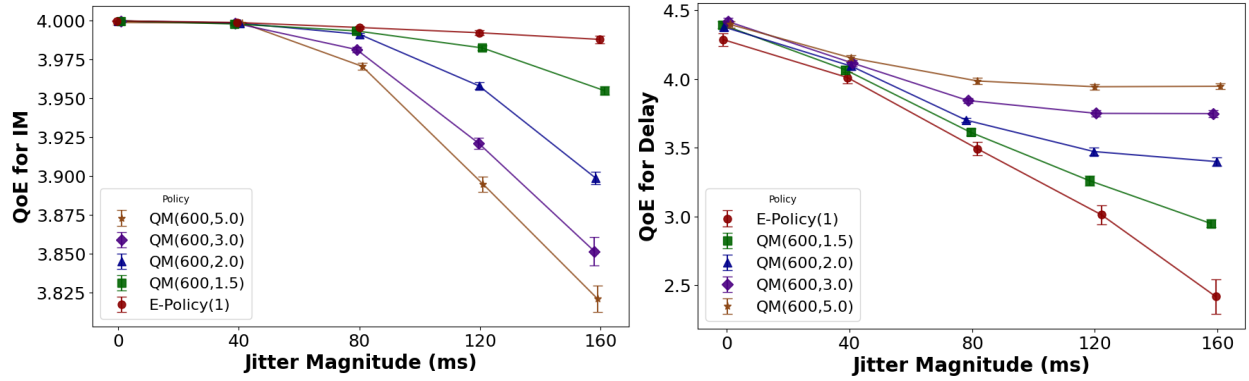 QoE for IM
4.000
3.975
3.950
3.925
3.900
3.875
3.850
3.825
Policy
QM(600,5.0)
QM(600,3.0)
QM(600,2.0)
QM(600,1.5)
E-Policy(1)
0 40 80 120 160
Jitter Magnitude (ms)
QoE for Delay
4.5
4.0
3.5
3.0
2.5
Policy
E-Policy(1)
QM(600,1.5)
QM(600,2.0)
QM(600,3.0)
QM(600,5.0)
0 40 80 120 160
Jitter Magnitude (ms)